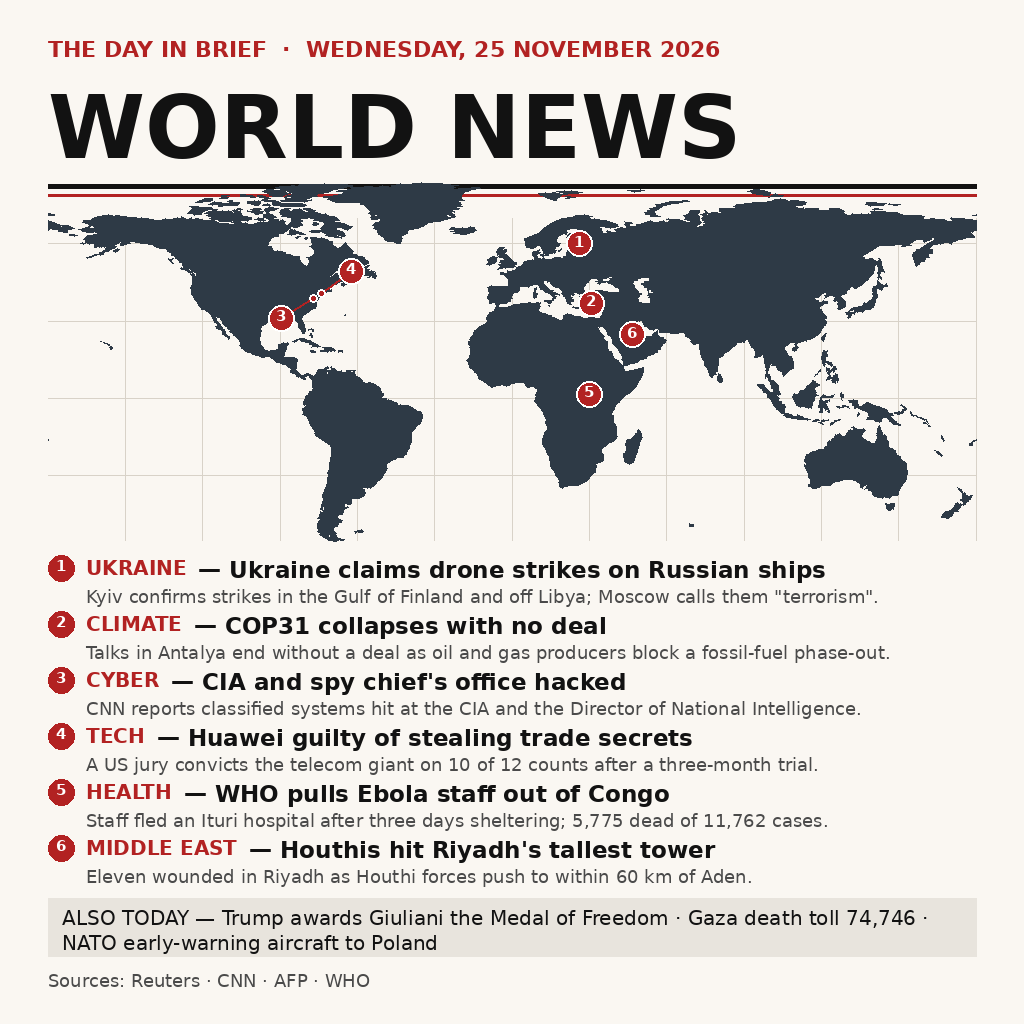 THE DAY IN BRIEF · WEDNESDAY, 25 NOVEMBER 2026
WORLD NEWS
1
4
2
3
6
5
1 UKRAINE — Ukraine claims drone strikes on Russian ships
Kyiv confirms strikes in the Gulf of Finland and off Libya; Moscow calls them "terrorism".
2 CLIMATE — COP31 collapses with no deal
Talks in Antalya end without a deal as oil and gas producers block a fossil-fuel phase-out.
3 CYBER — CIA and spy chief's office hacked
CNN reports classified systems hit at the CIA and the Director of National Intelligence.
4 TECH — Huawei guilty of stealing trade secrets
A US jury convicts the telecom giant on 10 of 12 counts after a three-month trial.
5 HEALTH — WHO pulls Ebola staff out of Congo
Staff fled an Ituri hospital after three days sheltering; 5,775 dead of 11,762 cases.
6 MIDDLE EAST — Houthis hit Riyadh's tallest tower
Eleven wounded in Riyadh as Houthi forces push to within 60 km of Aden.
ALSO TODAY — Trump awards Giuliani the Medal of Freedom · Gaza death toll 74,746 ·
NATO early-warning aircraft to Poland
Sources: Reuters · CNN · AFP · WHO